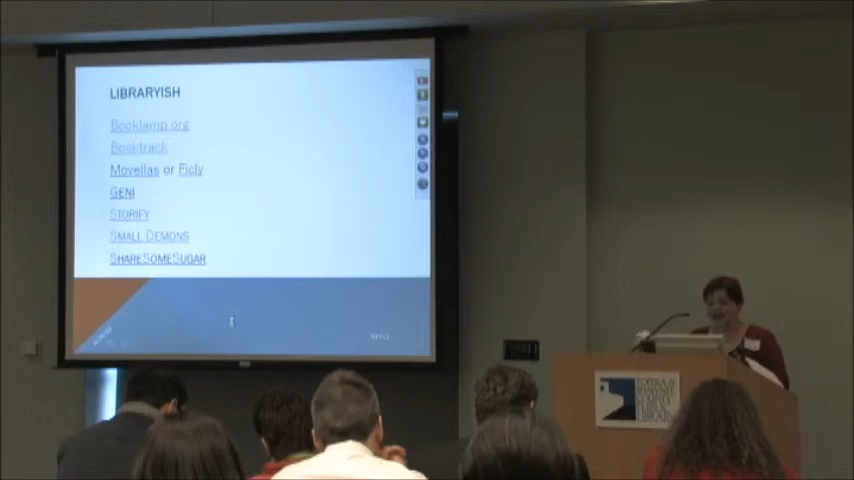 LIBRARYISH
Booklamp.org
Booktrack
Movellas or Ficly
GENI
STORIFY
SMALL DEMONS
SHARESOMESUGAR